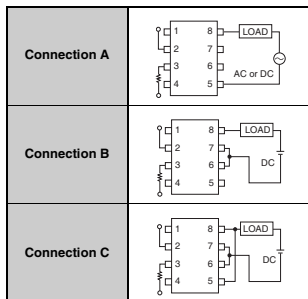 Connection A
1 8 LOAD
2 7
3 6
4 5 AC or DC
Connection B
1 8 LOAD
2 7
3 6 DC
4 5
Connection C
1 8 LOAD
2 7
3 6 DC
4 5